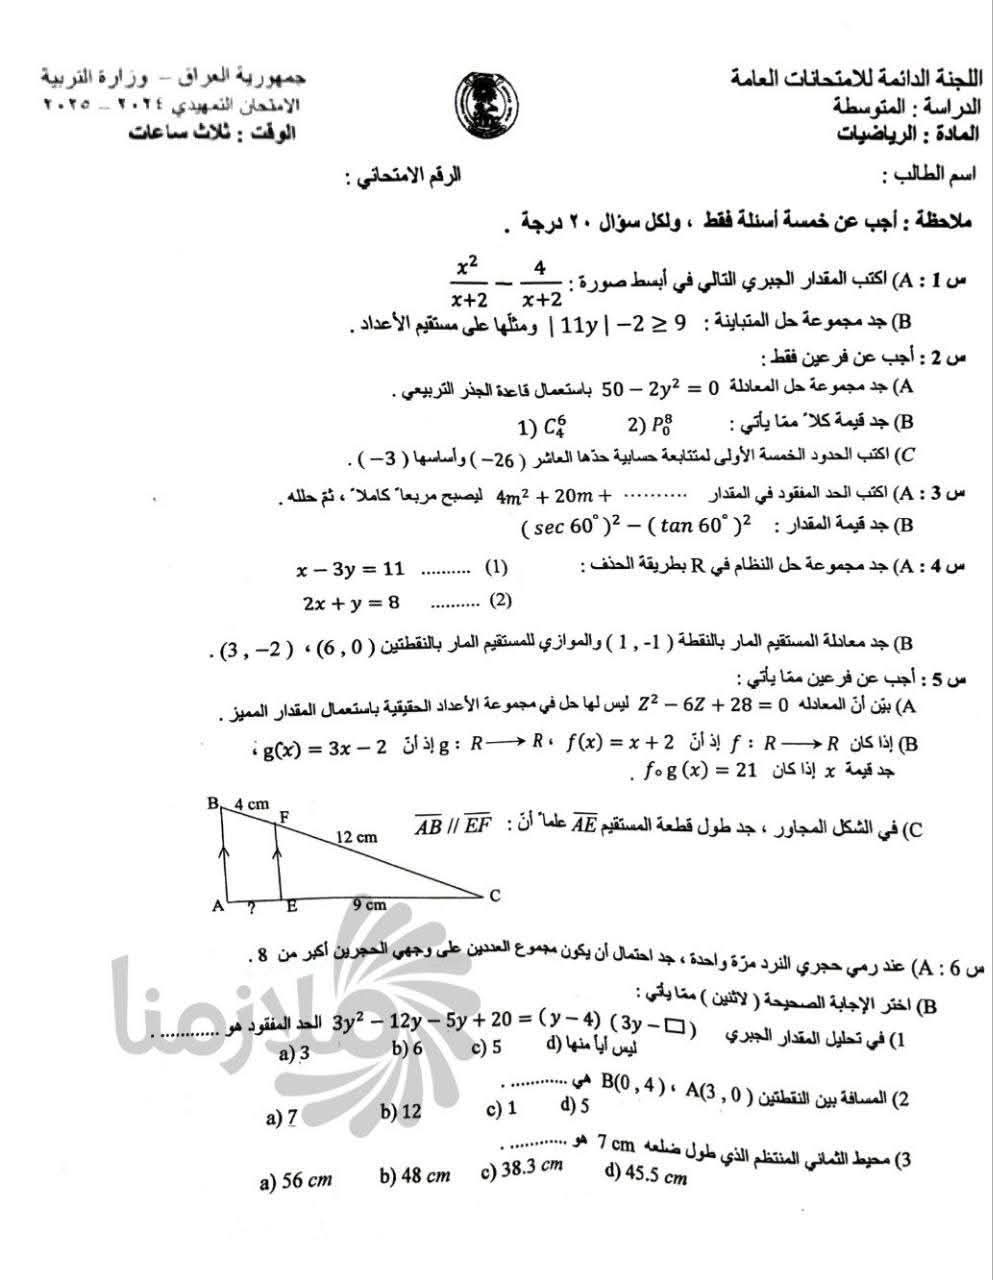 اللجنة الدائمة للامتحانات العامة
الدراسة : المتوسطة
المادة : الرياضيات
جمهورية العراق – وزارة التربية
الامتحان التمهيدي ٢٠٢٤ – ٢٠٢٥
الوقت : ثلاث ساعات
اسم الطالب : الرقم الامتحاني :
ملاحظة : أجب عن خمسة أسئلة فقط ، ولكل سؤال ٢٠ درجة .
س 1 : A) اكتب المقدار الجبري التالي في أبسط صورة : x²/(x+2) − 4/(x+2)
B) جد مجموعة حل المتباينة : | 11y | −2 ≥ 9 ومثّلها على مستقيم الأعداد .
س 2 : أجب عن فرعين فقط :
A) جد مجموعة حل المعادلة 50 − 2y² = 0 باستعمال قاعدة الجذر التربيعي .
B) جد قيمة كلاً ممّا يأتي : 1) C₄⁶ 2) P₀⁸
C) اكتب الحدود الخمسة الأولى لمتتابعة حسابية حدّها العاشر ( −26 ) وأساسها ( −3 ) .
س 3 : A) اكتب الحد المفقود في المقدار 4m² + 20m + .......... ليصبح مربعاً كاملاً ، ثمّ حلله .
B) جد قيمة المقدار : ( sec 60° )² − ( tan 60° )²
س 4 : A) جد مجموعة حل النظام في R بطريقة الحذف : x − 3y = 11 .......... (1)
2x + y = 8 .......... (2)
B) جد معادلة المستقيم المار بالنقطة ( 1 , -1 ) والموازي للمستقيم المار بالنقطتين ( 6 , 0 ) ، ( 3 , −2 ) .
س 5 : أجب عن فرعين ممّا يأتي :
A) بيّن أنّ المعادله Z² − 6Z + 28 = 0 ليس لها حل في مجموعة الأعداد الحقيقية باستعمال المقدار المميز .
B) إذا كان f : R ⟶ R إذ أنّ f(x) = x + 2 ، g : R ⟶ R إذ أنّ g(x) = 3x − 2 ،
جد قيمة x إذا كان f∘g (x) = 21 .
C) في الشكل المجاور ، جد طول قطعة المستقيم AE علماً أنّ : AB // EF
B 4 cm F
12 cm
A ? E 9 cm C
س 6 : A) عند رمي حجري النرد مرّة واحدة ، جد احتمال أن يكون مجموع العددين على وجهي الحجرين أكبر من 8 .
B) اختر الإجابة الصحيحة ( لاثنين ) ممّا يأتي :
1) في تحليل المقدار الجبري 3y² − 12y − 5y + 20 = ( y − 4 ) ( 3y − □ ) الحد المفقود هو ............ .
a) 3 b) 6 c) 5 d) ليس أياً منها
2) المسافة بين النقطتين A(3 , 0) ، B(0 , 4) هي ............ .
a) 7 b) 12 c) 1 d) 5
3) محيط الثماني المنتظم الذي طول ضلعه 7 cm هو ............ .
a) 56 cm b) 48 cm c) 38.3 cm d) 45.5 cm
ملازمنا